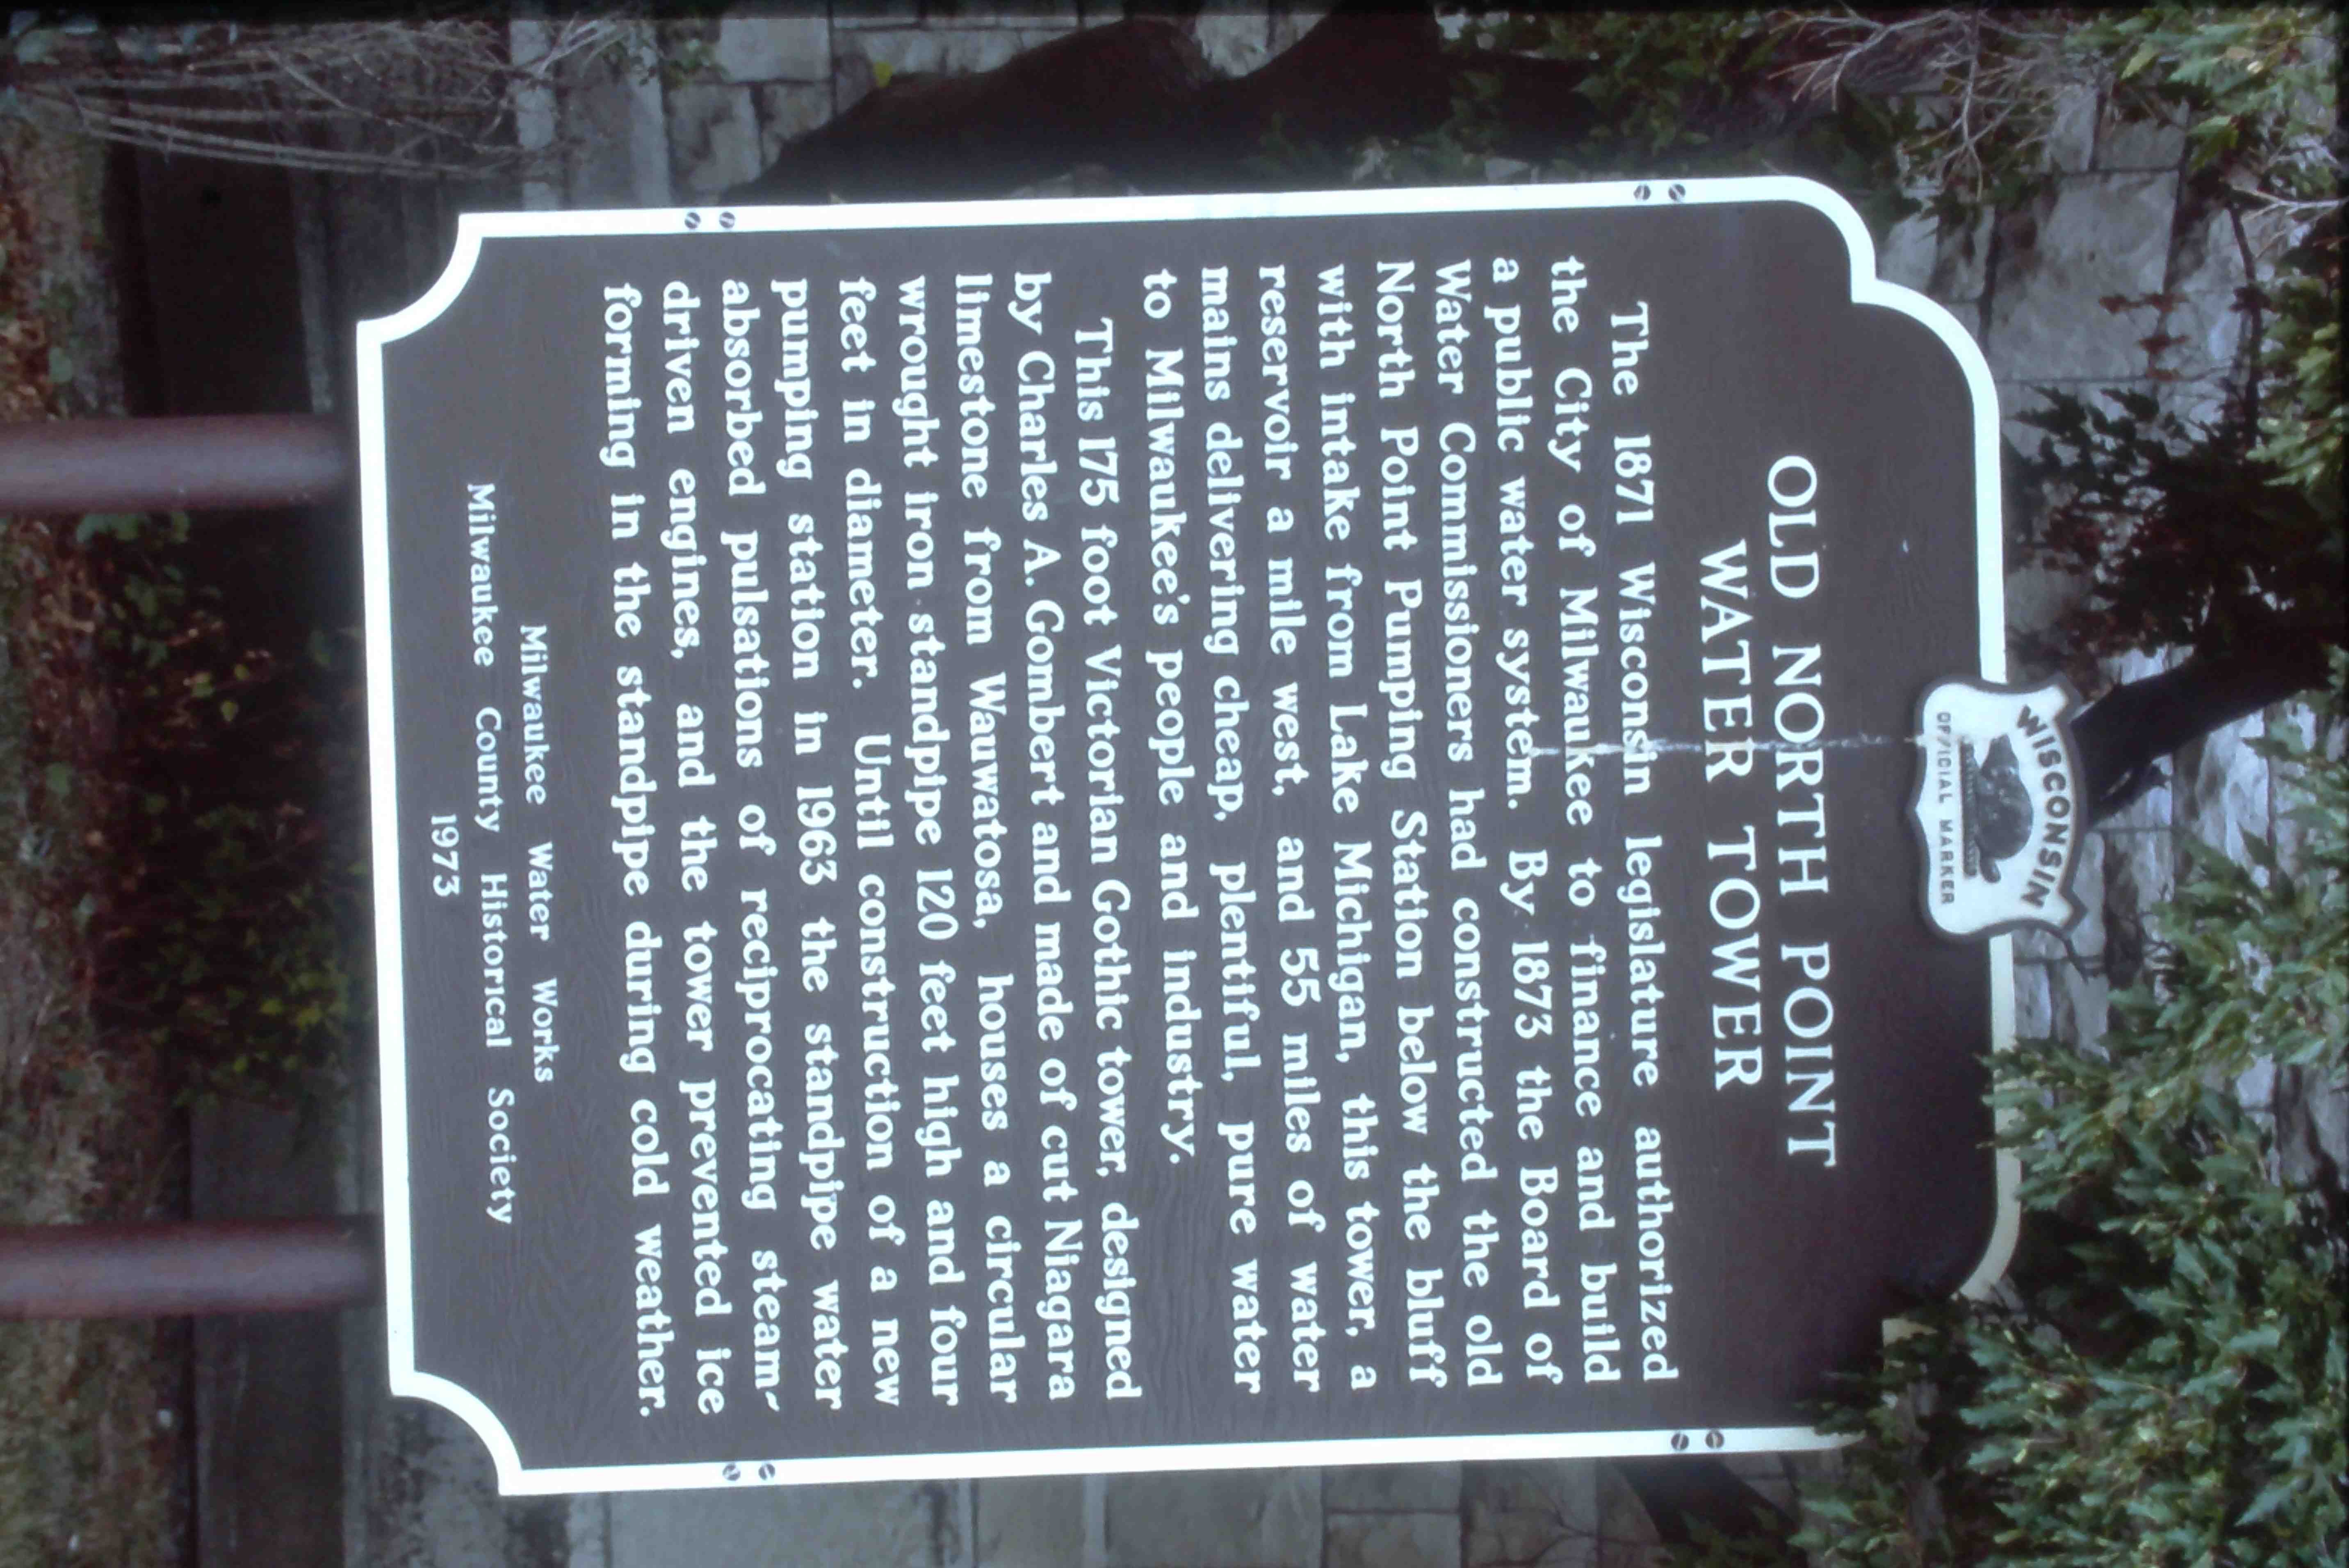 WISCONSIN
OFFICIAL MARKER
OLD NORTH POINT
WATER TOWER
The 1871 Wisconsin legislature authorized
the City of Milwaukee to finance and build
a public water system. By 1873 the Board of
Water Commissioners had constructed the old
North Point Pumping Station below the bluff
with intake from Lake Michigan, this tower, a
reservoir a mile west, and 55 miles of water
mains delivering cheap, plentiful, pure water
to Milwaukee's people and industry.
This 175 foot Victorian Gothic tower, designed
by Charles A. Gombert and made of cut Niagara
limestone from Wauwatosa, houses a circular
wrought iron standpipe 120 feet high and four
feet in diameter. Until construction of a new
pumping station in 1963 the standpipe water
absorbed pulsations of reciprocating steam-
driven engines, and the tower prevented ice
forming in the standpipe during cold weather.
Milwaukee Water Works
Milwaukee County Historical Society
1973